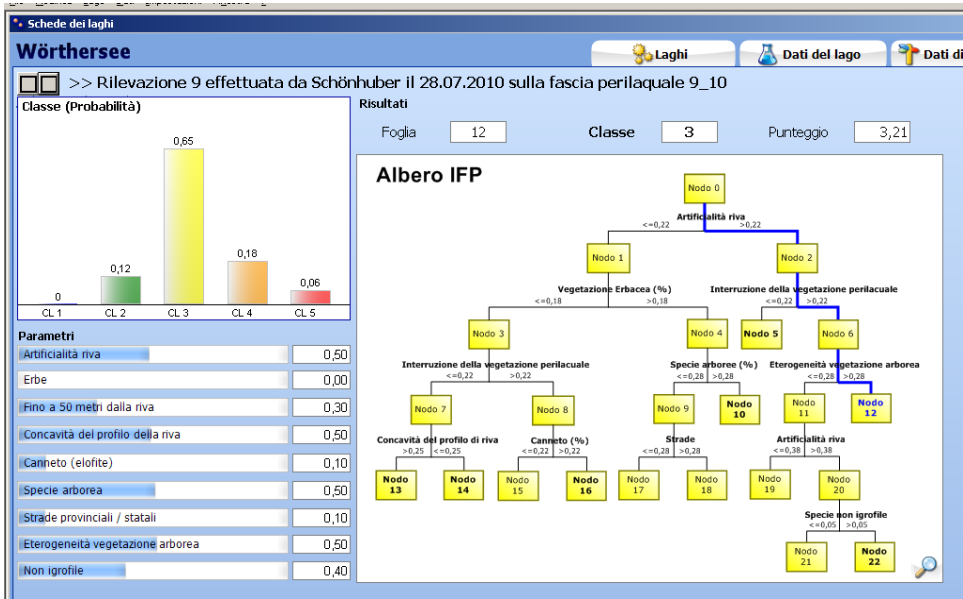 Schede dei laghi
Wörthersee
Laghi
Dati del lago
Dati di
>> Rilevazione 9 effettuata da Schönhuber il 28.07.2010 sulla fascia perilaquale 9_10
Classe (Probabilità)
0,65
0,18
0,12
0,06
0
CL 1 CL 2 CL 3 CL 4 CL 5
Risultati
Foglia 12 Classe 3 Punteggio 3,21
Parametri
Artificialità riva 0,50
Erbe 0,00
Fino a 50 metri dalla riva 0,30
Concavità del profilo della riva 0,50
Canneto (elofite) 0,10
Specie arborea 0,50
Strade provinciali / statali 0,10
Eterogeneità vegetazione arborea 0,50
Non igrofile 0,40
Albero IFP
Nodo 0
Artificialità riva
<=0,22 >0,22
Nodo 1 Nodo 2
Vegetazione Erbacea (%) Interruzione della vegetazione perilacuale
<=0,18 >0,18 <=0,22 >0,22
Nodo 3 Nodo 4 Nodo 5 Nodo 6
Interruzione della vegetazione perilacuale Specie arboree (%) Eterogeneità vegetazione arborea
<=0,22 >0,22 <=0,28 >0,28 <=0,28 >0,28
Nodo 7 Nodo 8 Nodo 9
Nodo
10
Nodo
11
Nodo
12
Concavità del profilo di riva Canneto (%) Strade Artificialità riva
>0,25 <=0,25 <=0,22 >0,22 <=0,28 >0,28 <=0,38 >0,38
Nodo
13
Nodo
14
Nodo
15
Nodo
16
Nodo
17
Nodo
18
Nodo
19
Nodo
20
Specie non igrofile
<=0,05 >0,05
Nodo
21
Nodo
22